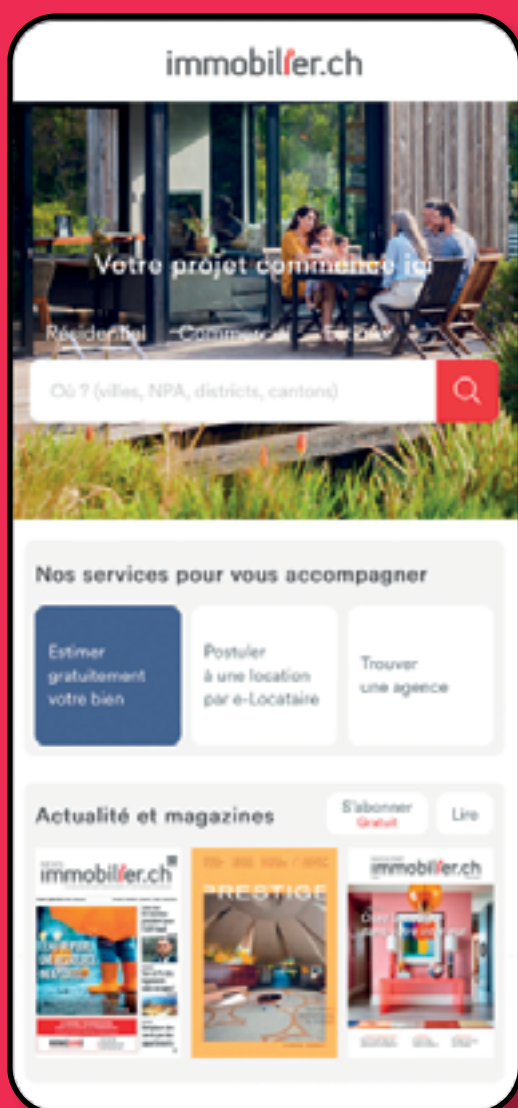 immobilier.ch
Votre projet commence ici
Résidentiel Commercial
Où ? (villes, NPA, districts, cantons)
Nos services pour vous accompagner
Estimer
gratuitement
votre bien
Postuler
à une location
par e-Locataire
Trouver
une agence
Actualité et magazines
S'abonner
Gratuit
Lire
immobilier.ch
PRESTIGE
immobilier.ch